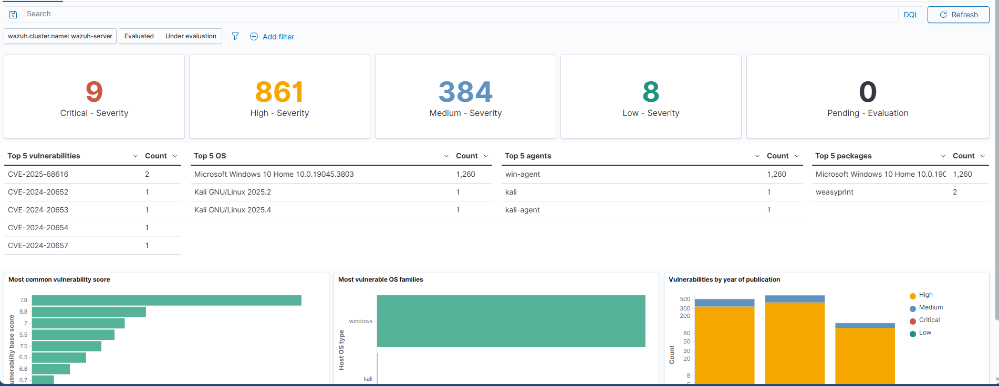 Search
DQL
Refresh
wazuh.cluster.name: wazuh-server
Evaluated
Under evaluation
Add filter
9
Critical - Severity
861
High - Severity
384
Medium - Severity
8
Low - Severity
0
Pending - Evaluation
Top 5 vulnerabilities Count
CVE-2025-68616 2
CVE-2024-20652 1
CVE-2024-20653 1
CVE-2024-20654 1
CVE-2024-20657 1
Top 5 OS Count
Microsoft Windows 10 Home 10.0.19045.3803 1,260
Kali GNU/Linux 2025.2 1
Kali GNU/Linux 2025.4 1
Top 5 agents Count
win-agent 1,260
kali 1
kali-agent 1
Top 5 packages Count
Microsoft Windows 10 Home 10.0.190 1,260
weasyprint 2
Most common vulnerability score
ulnerability base score
7.8
8.8
7
5.5
7.5
6.5
6.8
6.7
Most vulnerable OS families
Host OS type
windows
kali
Vulnerabilities by year of publication
Count
500
300
200
80
50
30
20
8
High
Medium
Critical
Low